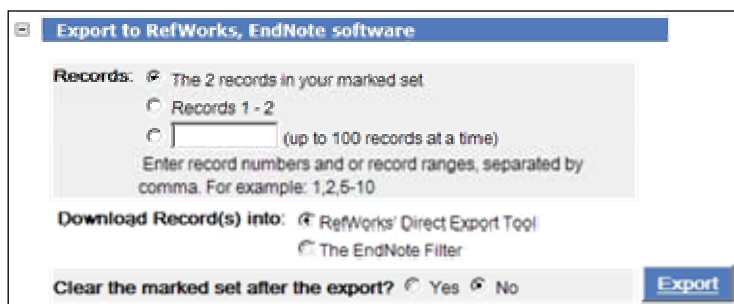 Export to RefWorks, EndNote software
Records: The 2 records in your marked set
Records 1 - 2
(up to 100 records at a time)
Enter record numbers and or record ranges, separated by
comma. For example: 1,2,5-10
Download Record(s) into: RefWorks' Direct Export Tool
The EndNote Filter
Clear the marked set after the export? Yes No Export